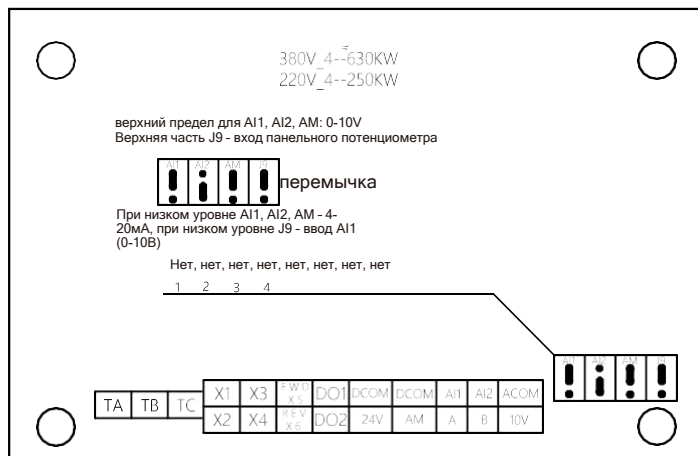 380V_4--630KW
220V_4--250KW
верхний предел для AI1, AI2, AM: 0-10V
Верхняя часть J9 - вход панельного потенциометра
AI1 AI2 AM J9
перемычка
При низком уровне AI1, AI2, AM - 4-
20мА, при низком уровне J9 - ввод AI1
(0-10В)
Нет, нет, нет, нет, нет, нет, нет, нет
1 2 3 4
AI1 AI2 AM J9
TA TB TC
X1 X3 FWD X5 DO1 DCOM DCOM AI1 AI2 ACOM
X2 X4 REV X6 DO2 24V AM A B 10V